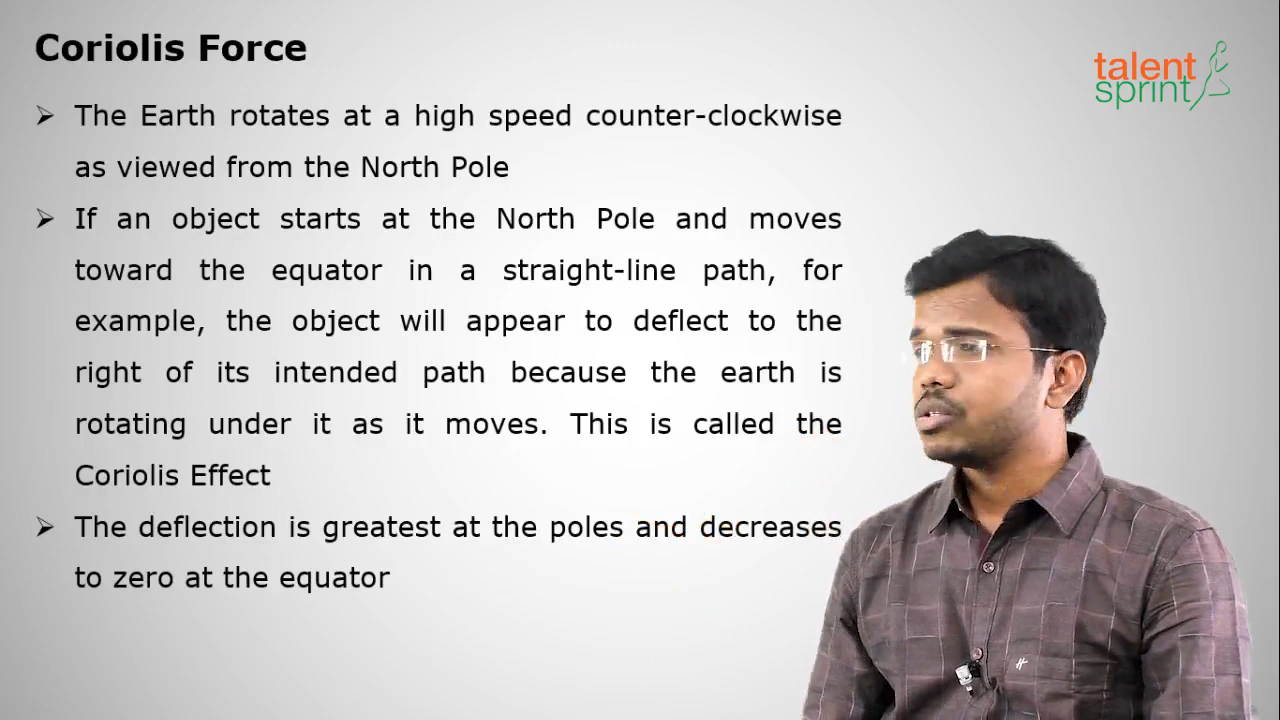 Coriolis Force
talent
sprint
➢ The Earth rotates at a high speed counter-clockwise
as viewed from the North Pole
➢ If an object starts at the North Pole and moves
toward the equator in a straight-line path, for
example, the object will appear to deflect to the
right of its intended path because the earth is
rotating under it as it moves. This is called the
Coriolis Effect
➢ The deflection is greatest at the poles and decreases
to zero at the equator